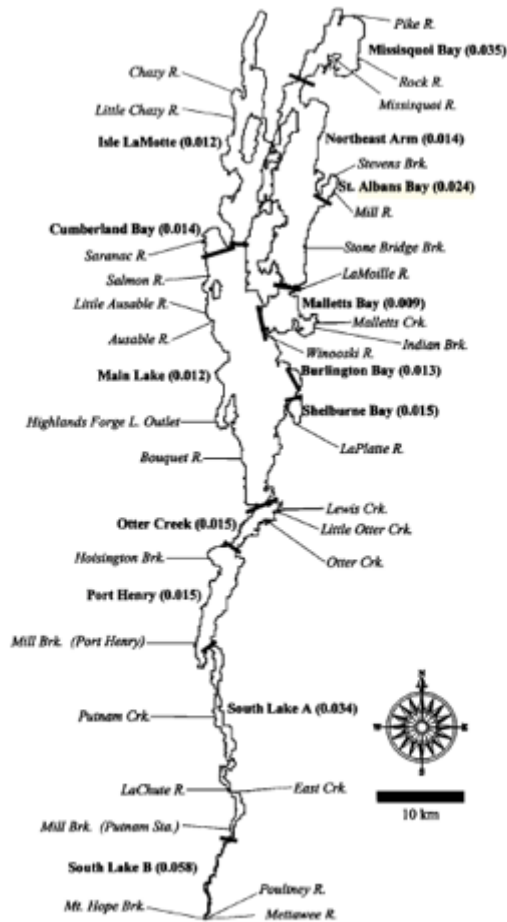 Pike R.
Missisquoi Bay (0.035)
Chazy R.
Rock R.
Little Chazy R.
Missisquoi R.
Isle LaMotte (0.012)
Northeast Arm (0.014)
Stevens Brk.
St. Albans Bay (0.024)
Mill R.
Cumberland Bay (0.014)
Saranac R.
Stone Bridge Brk.
Salmon R.
LaMoille R.
Little Ausable R.
Malletts Bay (0.009)
Malletts Crk.
Ausable R.
Indian Brk.
Winooski R.
Main Lake (0.012)
Burlington Bay (0.013)
Shelburne Bay (0.015)
Highlands Forge L. Outlet
LaPlatte R.
Bouquet R.
Lewis Crk.
Otter Creek (0.015)
Little Otter Crk.
Hoisington Brk.
Otter Crk.
Port Henry (0.015)
Mill Brk. (Port Henry)
N
South Lake A (0.034)
Putnam Crk.
W
E
S
LaChute R.
East Crk.
10 km
Mill Brk. (Putnam Sta.)
South Lake B (0.058)
Poultney R.
Mt. Hope Brk.
Mettawee R.